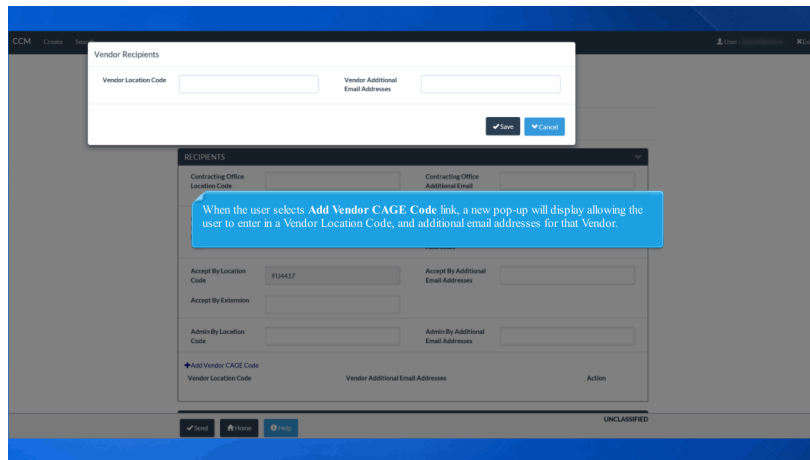 CCM Create
User :
Vendor Recipients
Vendor Location Code
Vendor Additional
Email Addresses
Save Cancel
RECIPIENTS
Contracting Office
Location Code
Contracting Office
Additional Email
When the user selects Add Vendor CAGE Code link, a new pop-up will display allowing the
user to enter in a Vendor Location Code, and additional email addresses for that Vendor.
Accept By Location
Code
FU4417
Accept By Additional
Email Addresses
Accept By Extension
Admin By Location
Code
Admin By Additional
Email Addresses
Add Vendor CAGE Code
Vendor Location Code Vendor Additional Email Addresses Action
Send Home Help
UNCLASSIFIED